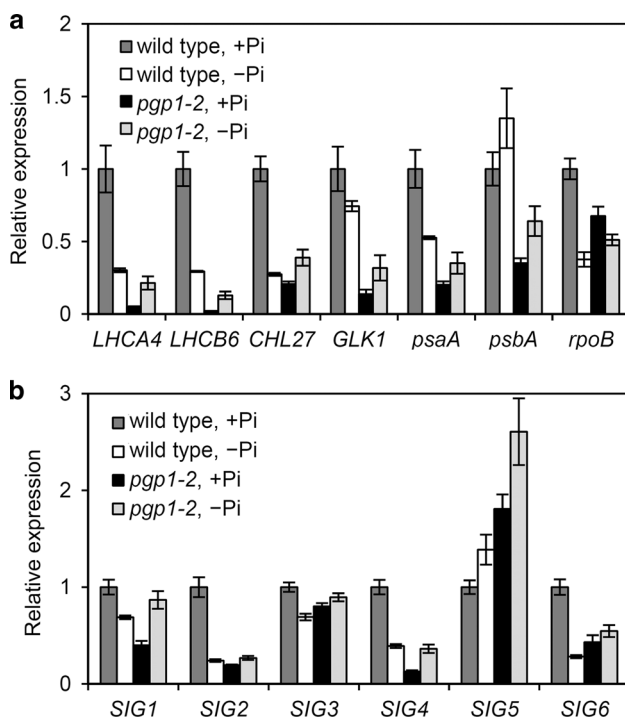 a
2
1.5
1
0.5
0
Relative expression
wild type, +Pi
wild type, −Pi
pgp1-2, +Pi
pgp1-2, −Pi
LHCA4 LHCB6 CHL27 GLK1 psaA psbA rpoB
b
3
2
1
0
Relative expression
wild type, +Pi
wild type, −Pi
pgp1-2, +Pi
pgp1-2, −Pi
SIG1 SIG2 SIG3 SIG4 SIG5 SIG6